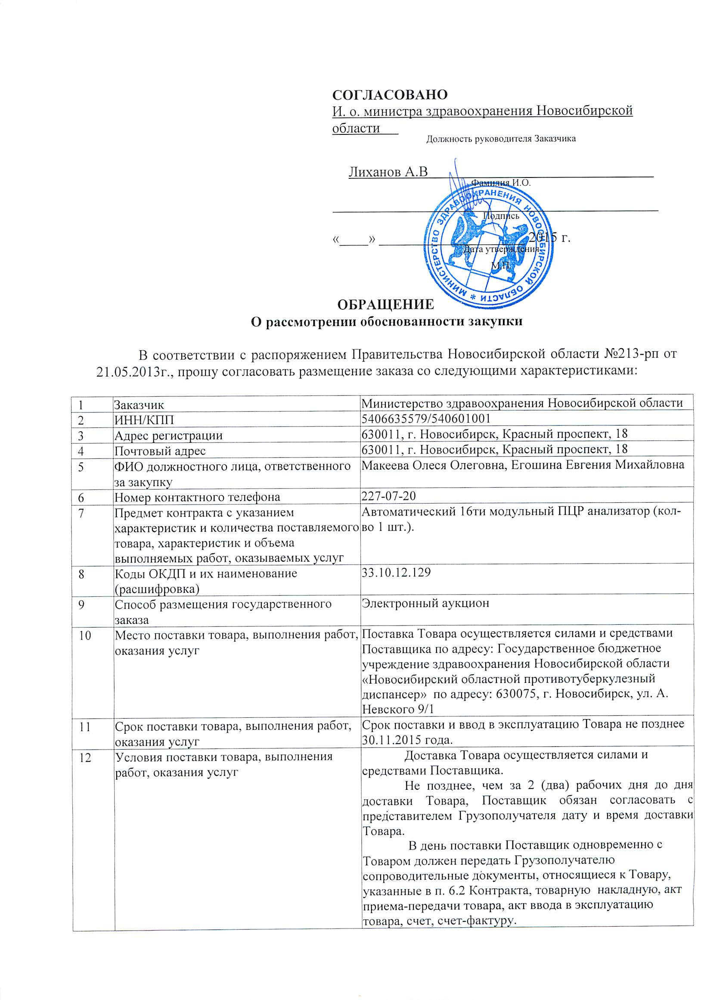 СОГЛАСОВАНО
И. о. министра здравоохранения Новосибирской
области
Должность руководителя Заказчика
Лиханов А.В
Фамилия И.О.
Подпись
«____» ____________________ 2015 г.
Дата утверждения
М.П.
МИНИСТЕРСТВО ЗДРАВООХРАНЕНИЯ НОВОСИБИРСКОЙ ОБЛАСТИ *
ОБРАЩЕНИЕ
О рассмотрении обоснованности закупки
В соответствии с распоряжением Правительства Новосибирской области №213-рп от
21.05.2013г., прошу согласовать размещение заказа со следующими характеристиками:
1 Заказчик Министерство здравоохранения Новосибирской области
2 ИНН/КПП 5406635579/540601001
3 Адрес регистрации 630011, г. Новосибирск, Красный проспект, 18
4 Почтовый адрес 630011, г. Новосибирск, Красный проспект, 18
5 ФИО должностного лица, ответственного
за закупку
Макеева Олеся Олеговна, Егошина Евгения Михайловна
6 Номер контактного телефона 227-07-20
7 Предмет контракта с указанием
характеристик и количества поставляемого
товара, характеристик и объема
выполняемых работ, оказываемых услуг
Автоматический 16ти модульный ПЦР анализатор (кол-
во 1 шт.).
8 Коды ОКДП и их наименование
(расшифровка)
33.10.12.129
9 Способ размещения государственного
заказа
Электронный аукцион
10 Место поставки товара, выполнения работ,
оказания услуг
Поставка Товара осуществляется силами и средствами
Поставщика по адресу: Государственное бюджетное
учреждение здравоохранения Новосибирской области
«Новосибирский областной противотуберкулезный
диспансер» по адресу: 630075, г. Новосибирск, ул. А.
Невского 9/1
11 Срок поставки товара, выполнения работ,
оказания услуг
Срок поставки и ввод в эксплуатацию Товара не позднее
30.11.2015 года.
12 Условия поставки товара, выполнения
работ, оказания услуг
Доставка Товара осуществляется силами и
средствами Поставщика.
Не позднее, чем за 2 (два) рабочих дня до дня
доставки Товара, Поставщик обязан согласовать с
представителем Грузополучателя дату и время доставки
Товара.
В день поставки Поставщик одновременно с
Товаром должен передать Грузополучателю
сопроводительные документы, относящиеся к Товару,
указанные в п. 6.2 Контракта, товарную накладную, акт
приема-передачи товара, акт ввода в эксплуатацию
товара, счет, счет-фактуру.